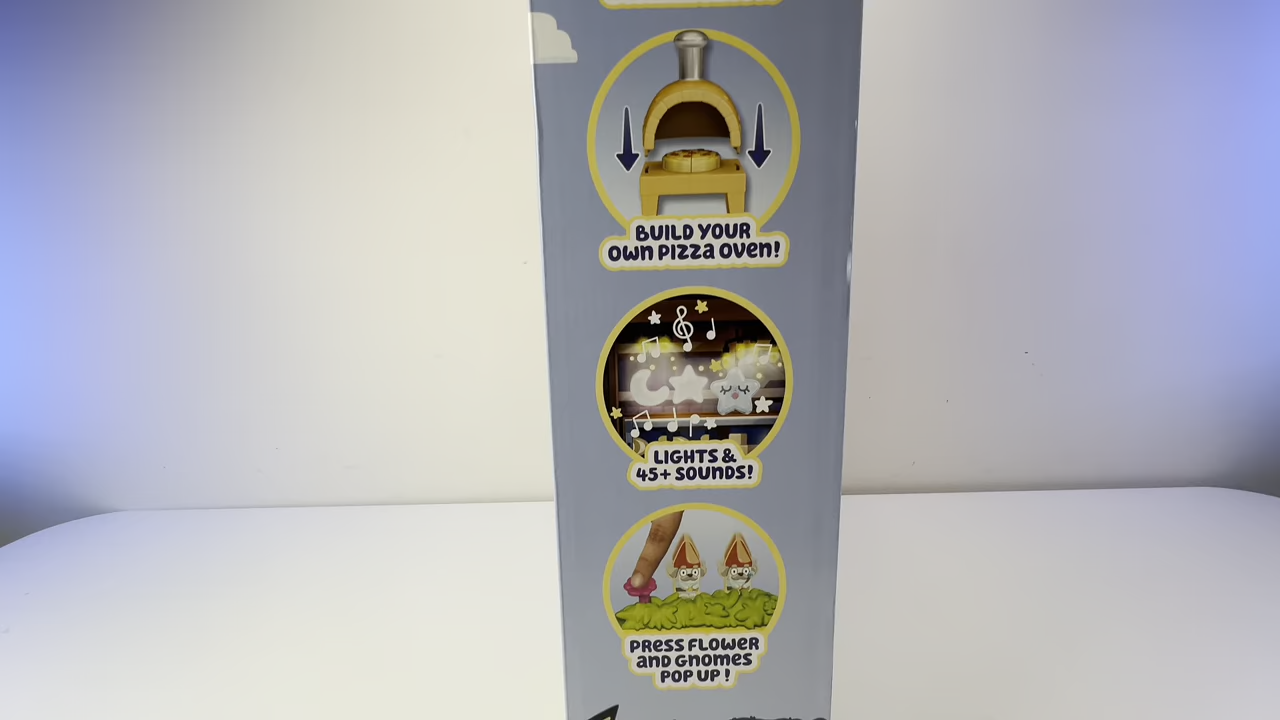 BUILD YOUR
OWN PIZZA OVEN!
LIGHTS &
45+ SOUNDS!
PRESS FLOWER
AND GNOMES
POP UP!